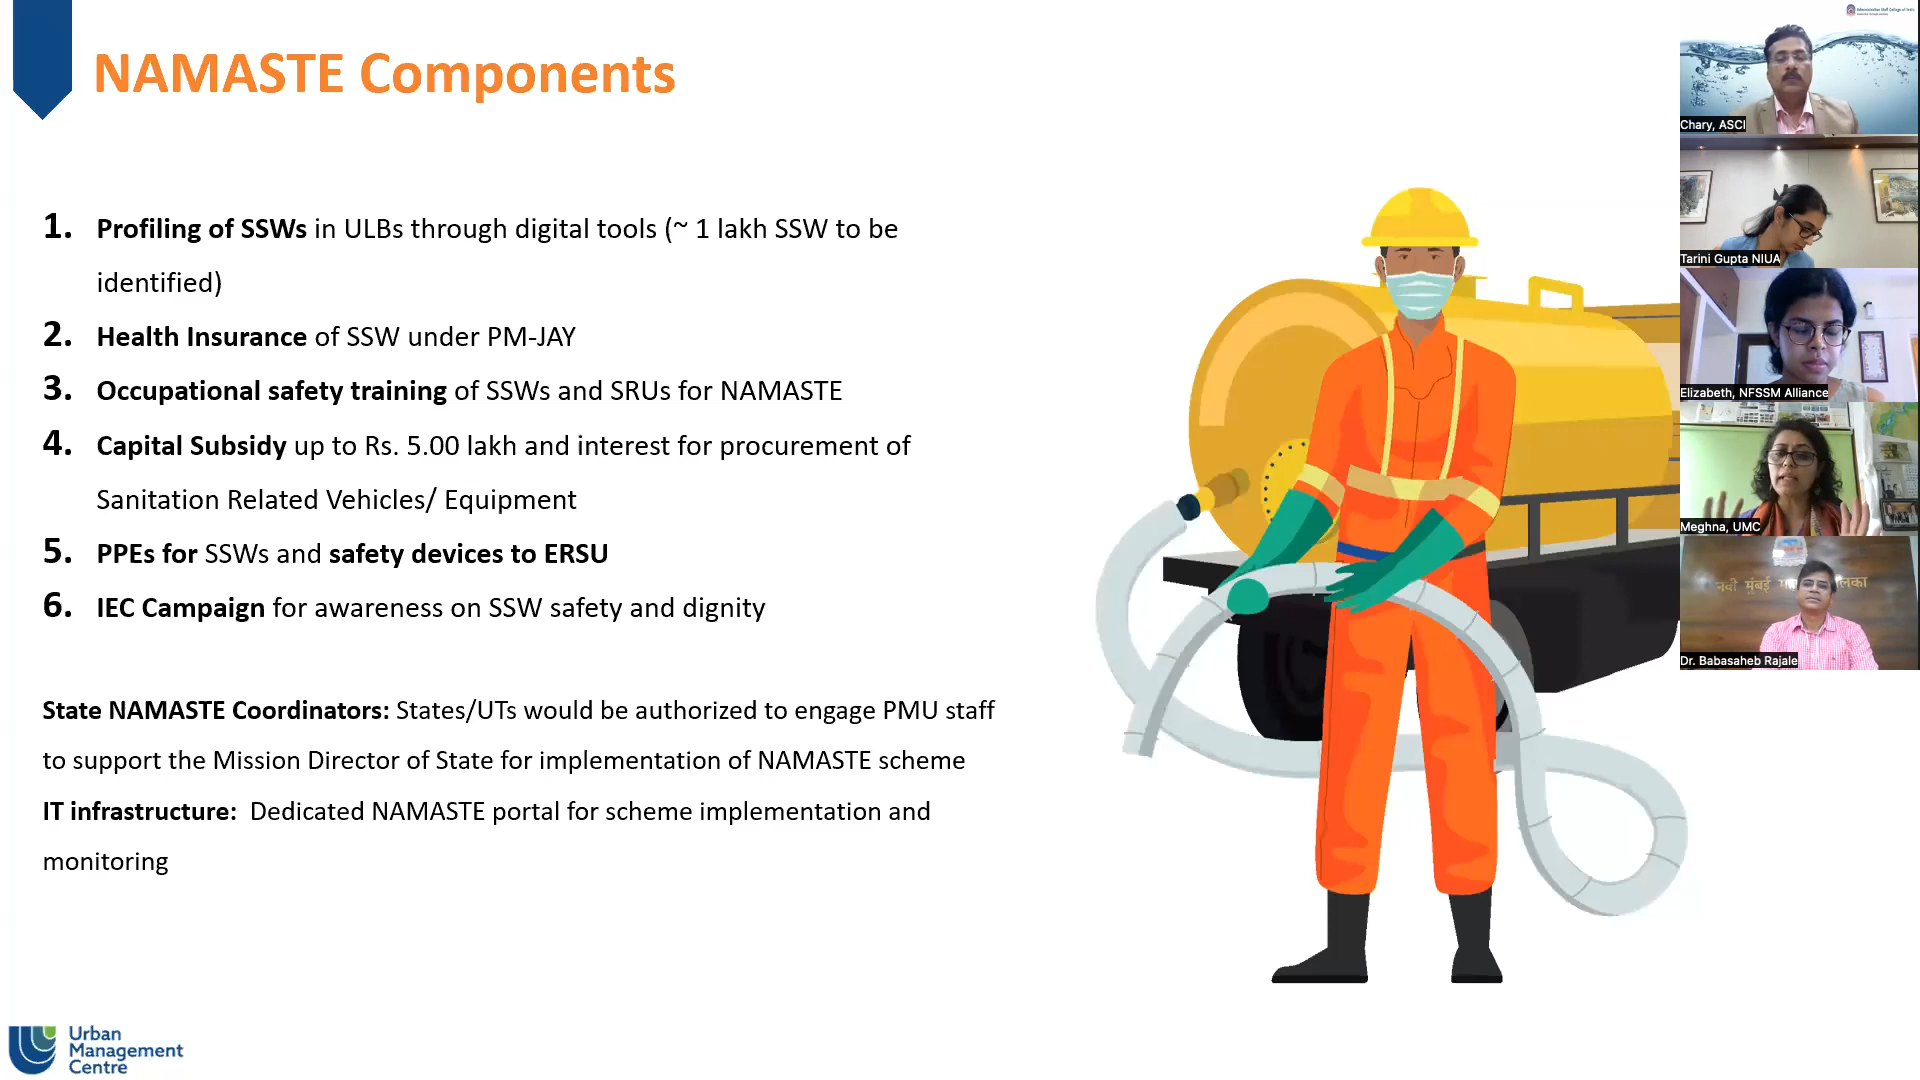 NAMASTE Components
1. Profiling of SSWs in ULBs through digital tools (~ 1 lakh SSW to be
identified)
2. Health Insurance of SSW under PM-JAY
3. Occupational safety training of SSWs and SRUs for NAMASTE
4. Capital Subsidy up to Rs. 5.00 lakh and interest for procurement of
Sanitation Related Vehicles/ Equipment
5. PPEs for SSWs and safety devices to ERSU
6. IEC Campaign for awareness on SSW safety and dignity
State NAMASTE Coordinators: States/UTs would be authorized to engage PMU staff
to support the Mission Director of State for implementation of NAMASTE scheme
IT infrastructure: Dedicated NAMASTE portal for scheme implementation and
monitoring
Urban
Management
Centre
Administrative Staff College of India
Chary, ASCI
Tarini Gupta NIUA
Elizabeth, NFSSM Alliance
Meghna, UMC
नवी मुंबई
Dr. Babasaheb Rajale